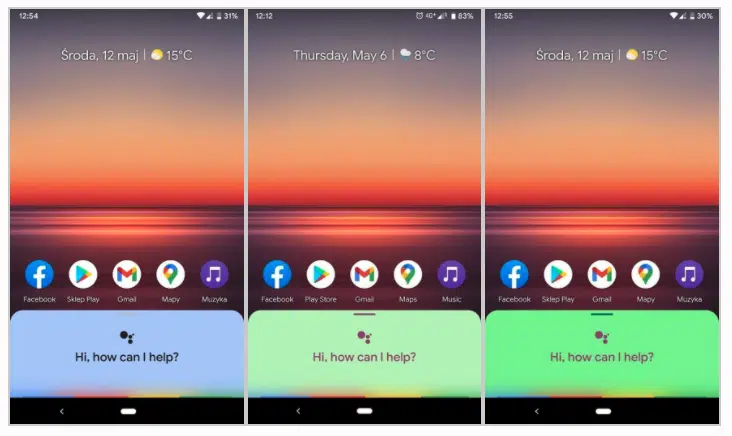 12:54 31%
Środa, 12 maj | 15°C
Facebook Sklep Play Gmail Mapy Muzyka
Hi, how can I help?
12:12 4G+ 83%
Thursday, May 6 | 8°C
Facebook Play Store Gmail Maps Music
Hi, how can I help?
12:55 30%
Środa, 12 maj | 15°C
Facebook Sklep Play Gmail Mapy Muzyka
Hi, how can I help?